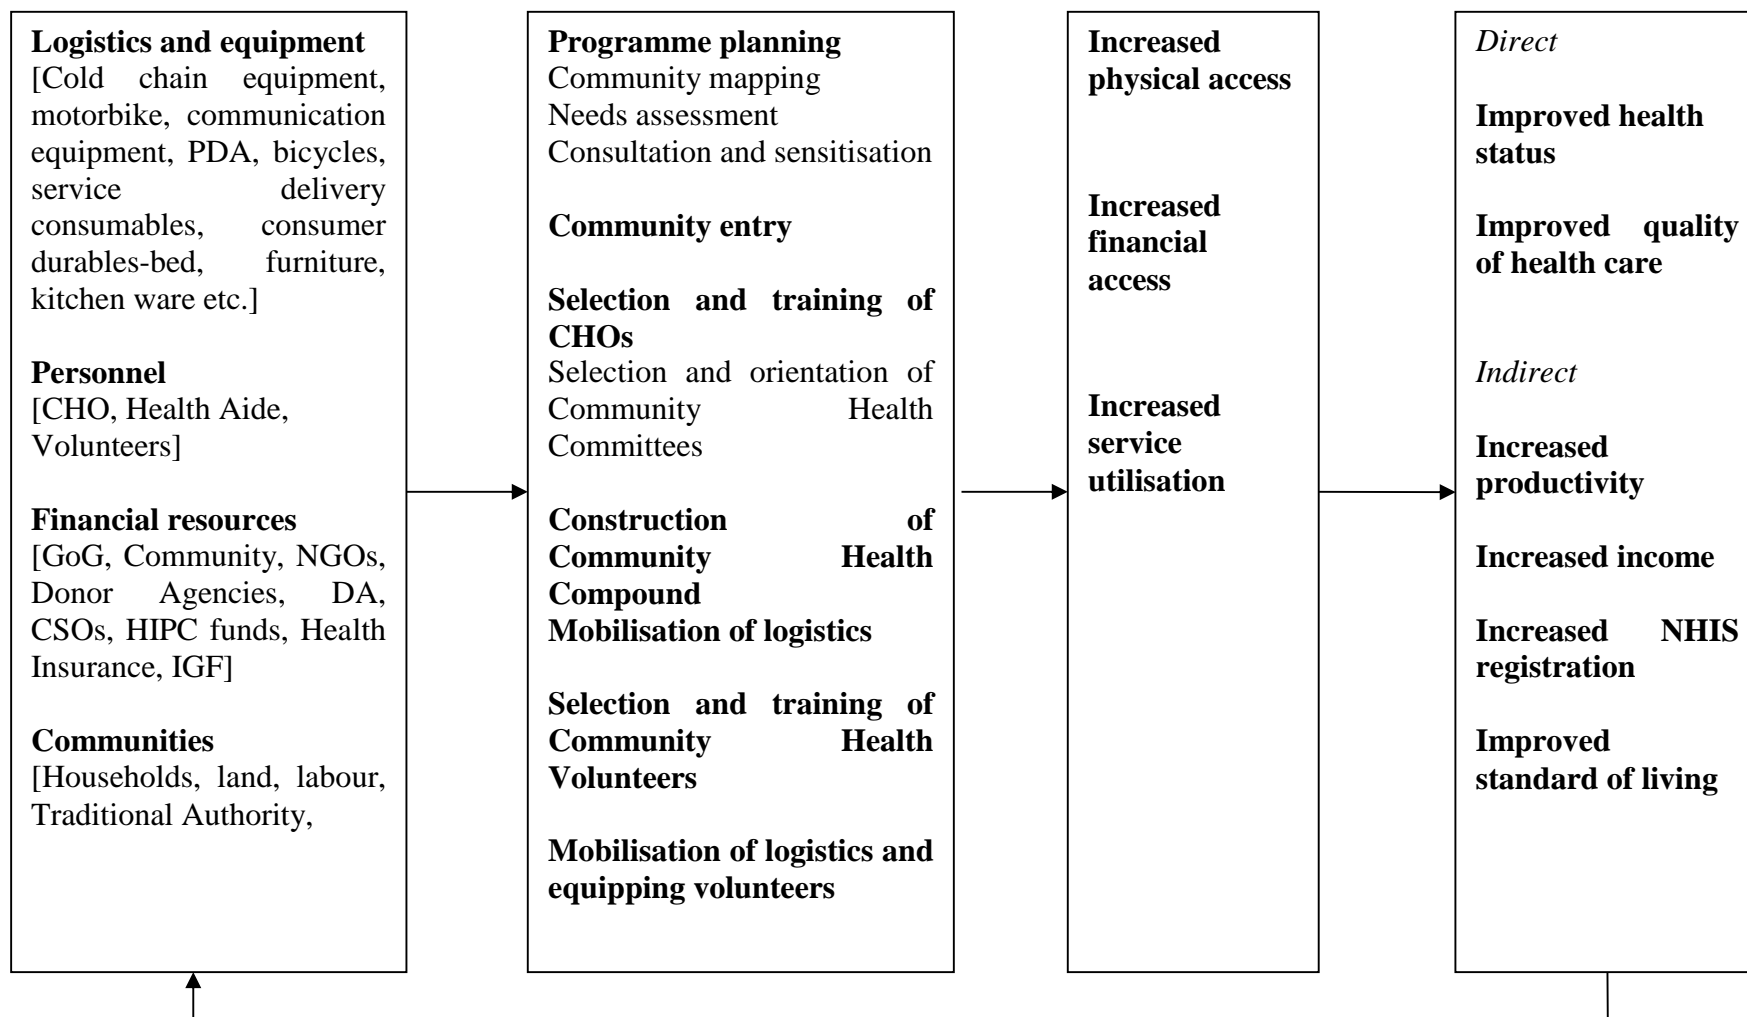 Logistics and equipment
[Cold chain equipment,
motorbike, communication
equipment, PDA, bicycles,
service delivery
consumables, consumer
durables-bed, furniture,
kitchen ware etc.]
Personnel
[CHO, Health Aide,
Volunteers]
Financial resources
[GoG, Community, NGOs,
Donor Agencies, DA,
CSOs, HIPC funds, Health
Insurance, IGF]
Communities
[Households, land, labour,
Traditional Authority,
Programme planning
Community mapping
Needs assessment
Consultation and sensitisation
Community entry
Selection and training of
CHOs
Selection and orientation of
Community Health
Committees
Construction of
Community Health
Compound
Mobilisation of logistics
Selection and training of
Community Health
Volunteers
Mobilisation of logistics and
equipping volunteers
Increased
physical access
Increased
financial
access
Increased
service
utilisation
Direct
Improved health
status
Improved quality
of health care
Indirect
Increased
productivity
Increased income
Increased NHIS
registration
Improved
standard of living